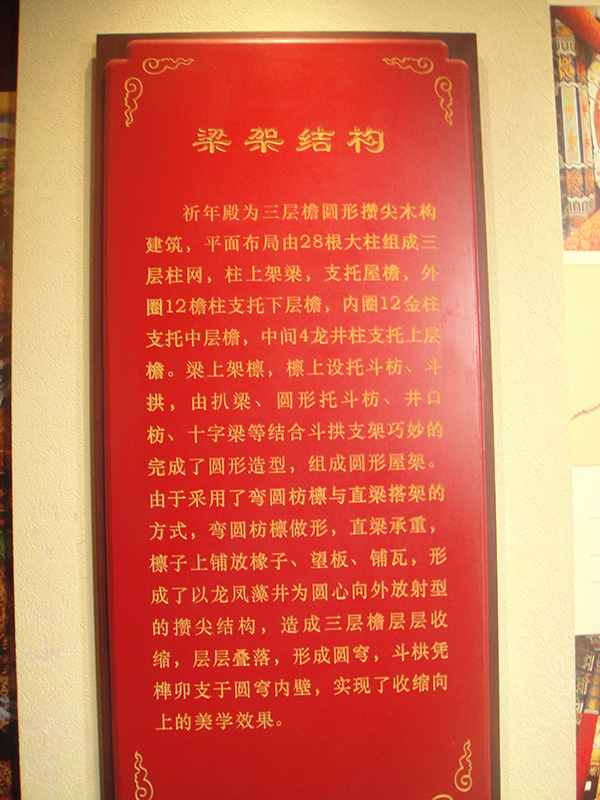 梁架结构
祈年殿为三层檐圆形攒尖木构
建筑，平面布局由28根大柱组成三
层柱网，柱上架梁，支托屋檐，外
圈12檐柱支托下层檐，内圈12金柱
支托中层檐，中间4龙井柱支托上层
檐。梁上架檩，檩上设托斗枋、斗
拱，由扒梁、圆形托斗枋、井口
枋、十字梁等结合斗拱支架巧妙的
完成了圆形造型，组成圆形屋架。
由于采用了弯圆枋檩与直梁搭架的
方式，弯圆枋檩做形，直梁承重，
檩子上铺放椽子、望板、铺瓦，形
成了以龙凤藻井为圆心向外放射型
的攒尖结构，造成三层檐层层收
缩，层层叠落，形成圆穹，斗栱凭
榫卯支于圆穹内壁，实现了收缩向
上的美学效果。